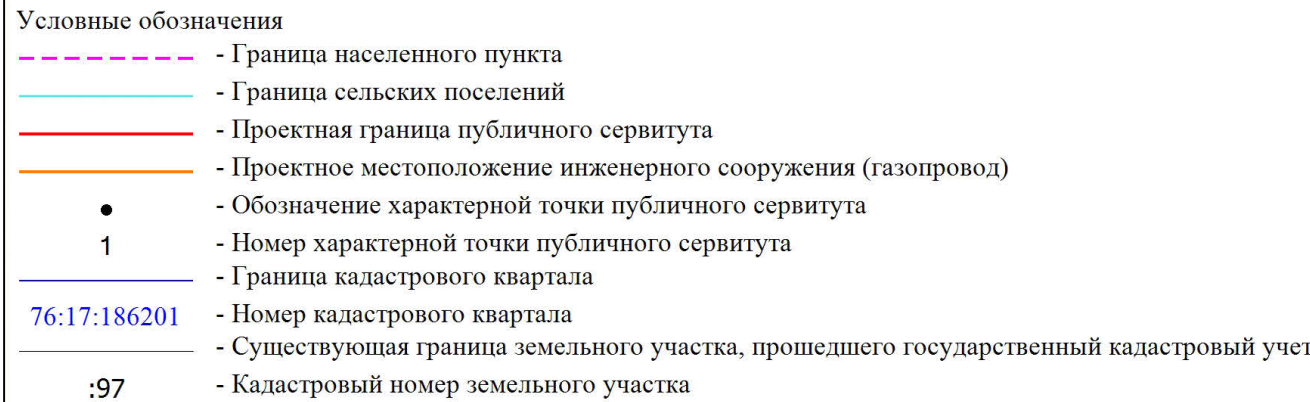 Условные обозначения
- Граница населенного пункта
- Граница сельских поселений
- Проектная граница публичного сервитута
- Проектное местоположение инженерного сооружения (газопровод)
- Обозначение характерной точки публичного сервитута
1 - Номер характерной точки публичного сервитута
- Граница кадастрового квартала
76:17:186201 - Номер кадастрового квартала
- Существующая граница земельного участка, прошедшего государственный кадастровый учет
:97 - Кадастровый номер земельного участка